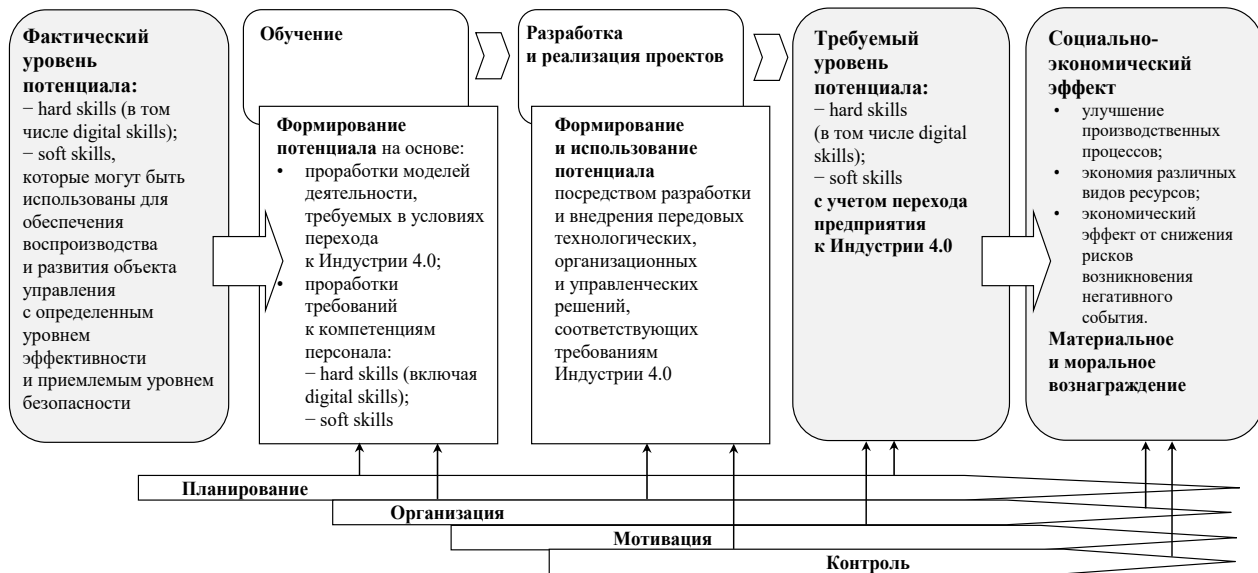 Фактический
уровень
потенциала:
− hard skills (в том
числе digital skills);
− soft skills,
которые могут быть
использованы для
обеспечения
воспроизводства
и развития объекта
управления
с определенным
уровнем
эффективности
и приемлемым уровнем
безопасности
Обучение
Формирование
потенциала на основе:
• проработки моделей
деятельности,
требуемых в условиях
перехода
к Индустрии 4.0;
• проработки
требований
к компетенциям
персонала:
− hard skills (включая
digital skills);
− soft skills
Разработка
и реализация проектов
Формирование
и использование
потенциала
посредством разработки
и внедрения передовых
технологических,
организационных
и управленческих
решений,
соответствующих
требованиям
Индустрии 4.0
Требуемый
уровень
потенциала:
− hard skills
(в том числе digital
skills);
− soft skills
с учетом перехода
предприятия
к Индустрии 4.0
Социально-
экономический
эффект
• улучшение
производственных
процессов;
• экономия различных
видов ресурсов;
• экономический
эффект от снижения
рисков
возникновения
негативного
события.
Материальное
и моральное
вознаграждение
Планирование
Организация
Мотивация
Контроль